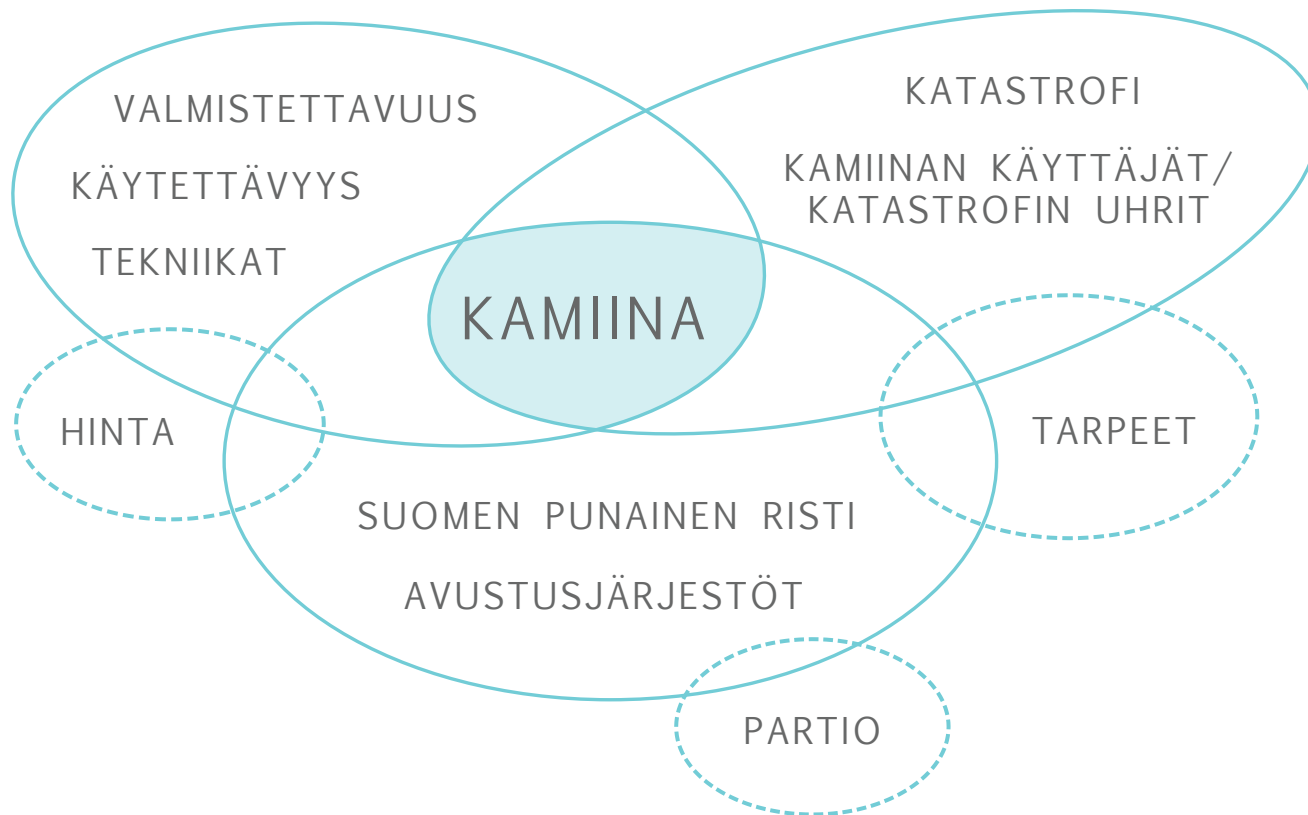 VALMISTETTAVUUS
KÄYTETTÄVYYS
TEKNIIKAT
KATASTROFI
KAMIINAN KÄYTTÄJÄT/
KATASTROFIN UHRIT
KAMIINA
HINTA
TARPEET
SUOMEN PUNAINEN RISTI
AVUSTUSJÄRJESTÖT
PARTIO